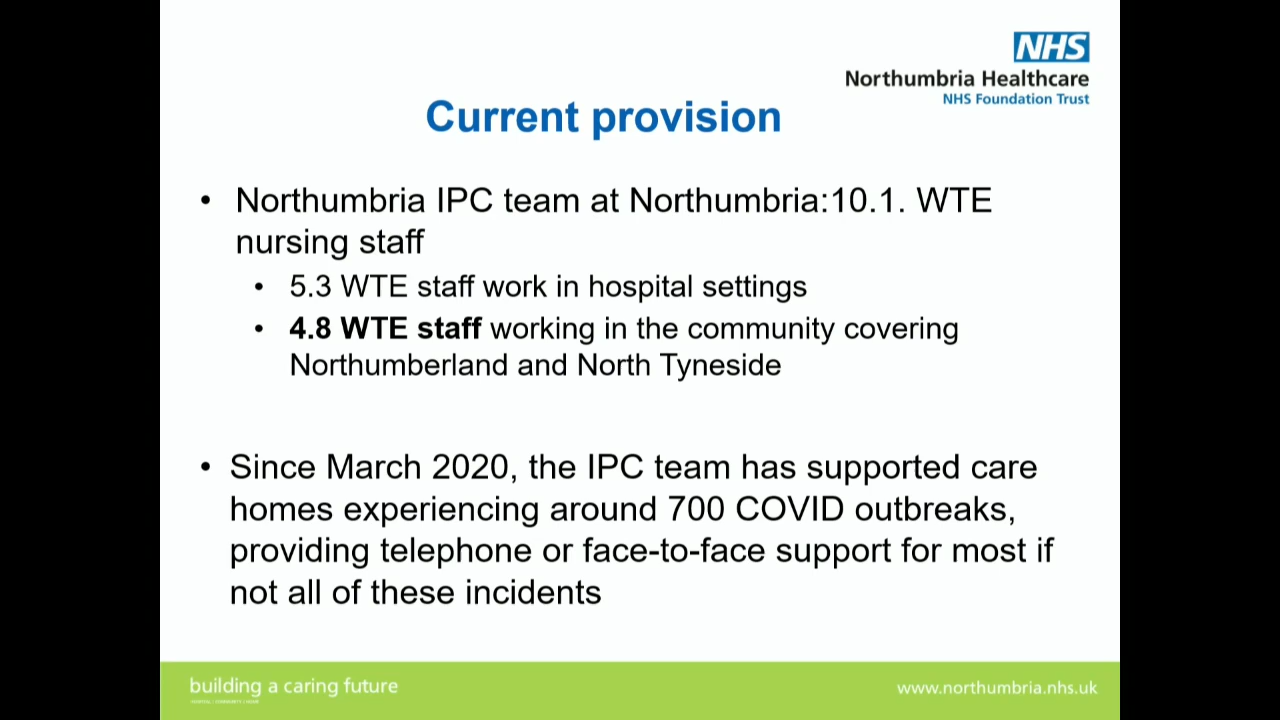 NHS
Northumbria Healthcare
NHS Foundation Trust
Current provision
• Northumbria IPC team at Northumbria:10.1. WTE
nursing staff
• 5.3 WTE staff work in hospital settings
• 4.8 WTE staff working in the community covering
Northumberland and North Tyneside
• Since March 2020, the IPC team has supported care
homes experiencing around 700 COVID outbreaks,
providing telephone or face-to-face support for most if
not all of these incidents
building a caring future
www.northumbria.nhs.uk